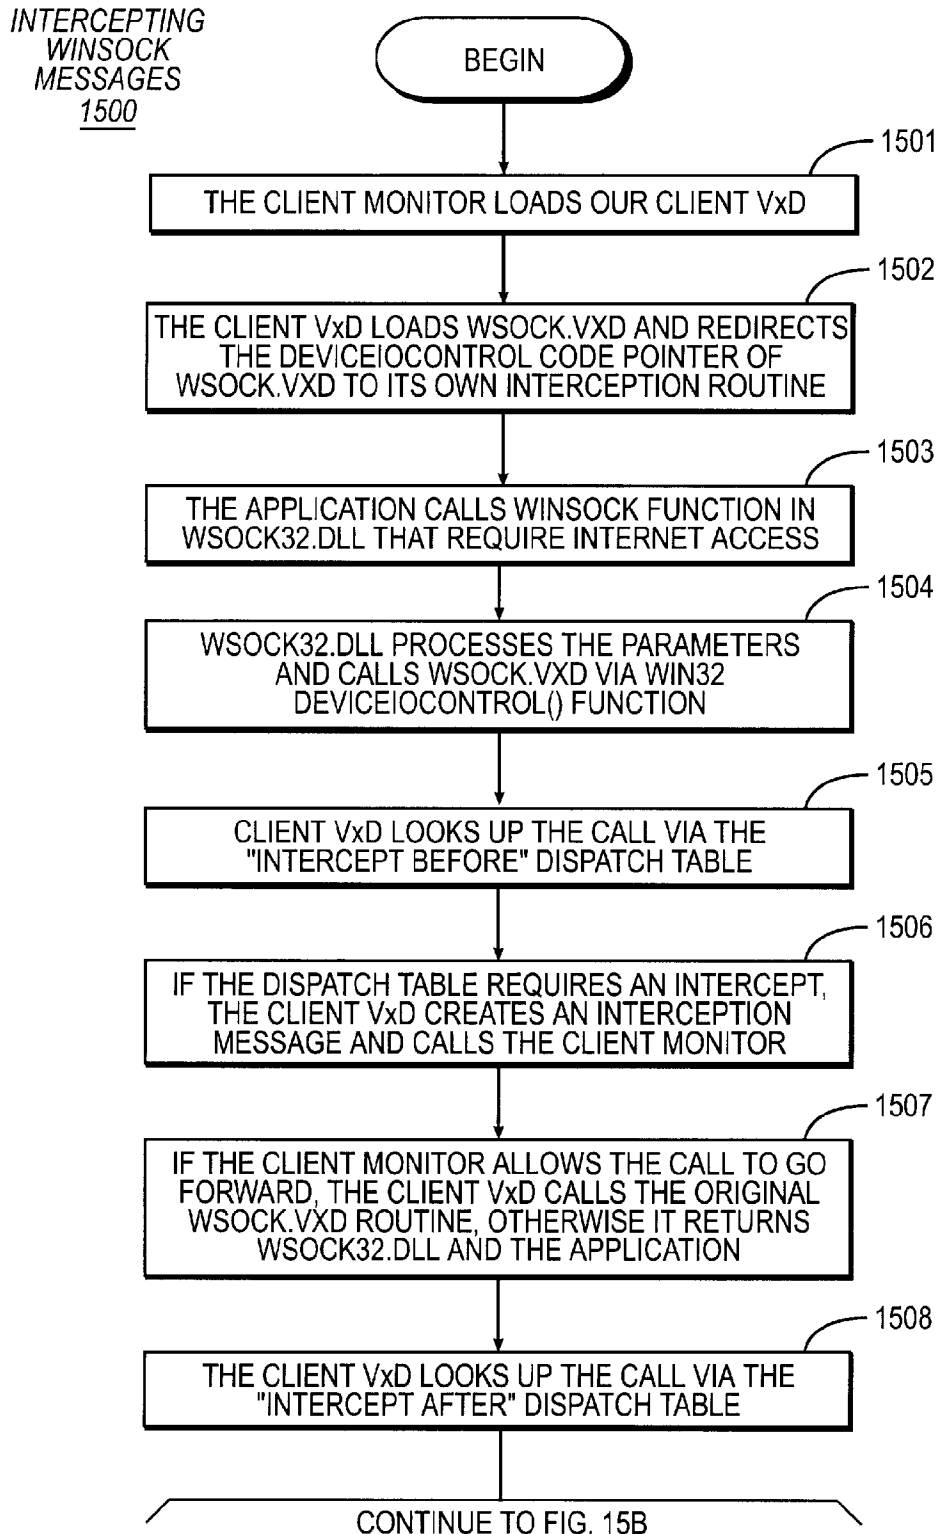 INTERCEPTING
WINSOCK
MESSAGES
1500
BEGIN
1501
THE CLIENT MONITOR LOADS OUR CLIENT VxD
1502
THE CLIENT VxD LOADS WSOCK.VXD AND REDIRECTS
THE DEVICEIOCONTROL CODE POINTER OF
WSOCK.VXD TO ITS OWN INTERCEPTION ROUTINE
1503
THE APPLICATION CALLS WINSOCK FUNCTION IN
WSOCK32.DLL THAT REQUIRE INTERNET ACCESS
1504
WSOCK32.DLL PROCESSES THE PARAMETERS
AND CALLS WSOCK.VXD VIA WIN32
DEVICEIOCONTROL() FUNCTION
1505
CLIENT VxD LOOKS UP THE CALL VIA THE
"INTERCEPT BEFORE" DISPATCH TABLE
1506
IF THE DISPATCH TABLE REQUIRES AN INTERCEPT,
THE CLIENT VxD CREATES AN INTERCEPTION
MESSAGE AND CALLS THE CLIENT MONITOR
1507
IF THE CLIENT MONITOR ALLOWS THE CALL TO GO
FORWARD, THE CLIENT VxD CALLS THE ORIGINAL
WSOCK.VXD ROUTINE, OTHERWISE IT RETURNS
WSOCK32.DLL AND THE APPLICATION
1508
THE CLIENT VxD LOOKS UP THE CALL VIA THE
"INTERCEPT AFTER" DISPATCH TABLE
CONTINUE TO FIG. 15B